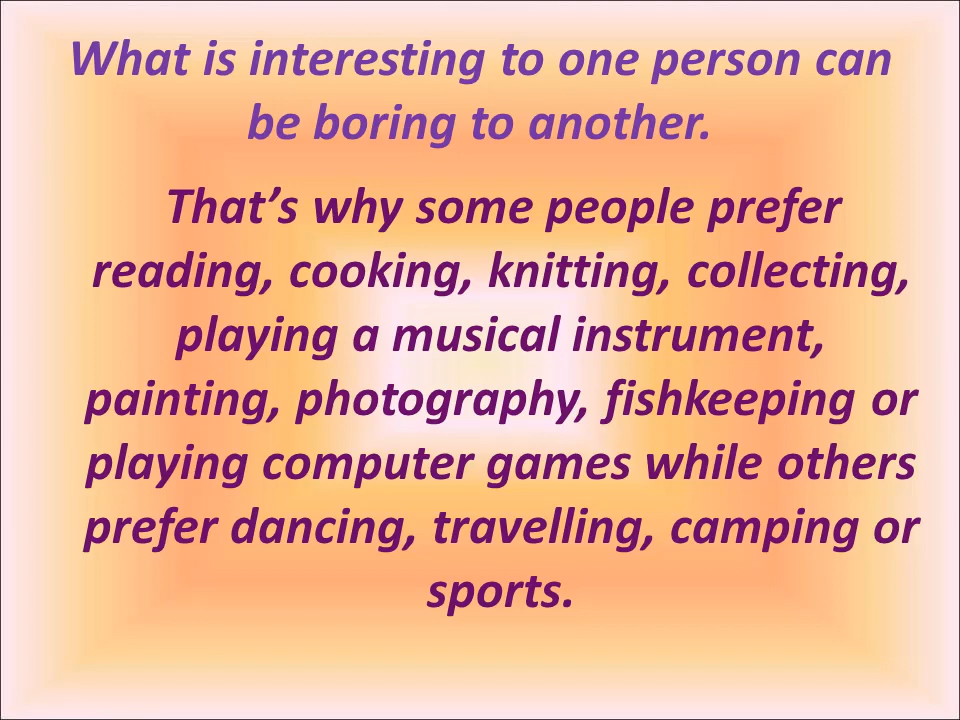 What is interesting to one person can
be boring to another.
That’s why some people prefer
reading, cooking, knitting, collecting,
playing a musical instrument,
painting, photography, fishkeeping or
playing computer games while others
prefer dancing, travelling, camping or
sports.